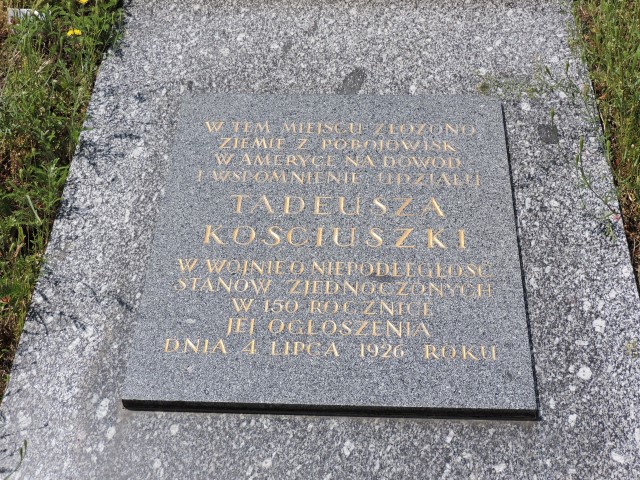 W TEM MIEJSCU ZŁOŻONO
ZIEMIE Z POBOJOWISK
W AMERYCE NA DOWÓD
I WSPOMNIENIE UDZIAŁU
TADEUSZA
KOŚCIUSZKI
W WOJNIE O NIEPODLEGŁOŚĆ
STANÓW ZJEDNOCZONYCH
W 150 ROCZNICĘ
JEJ OGŁOSZENIA
DNIA 4 LIPCA 1926 ROKU